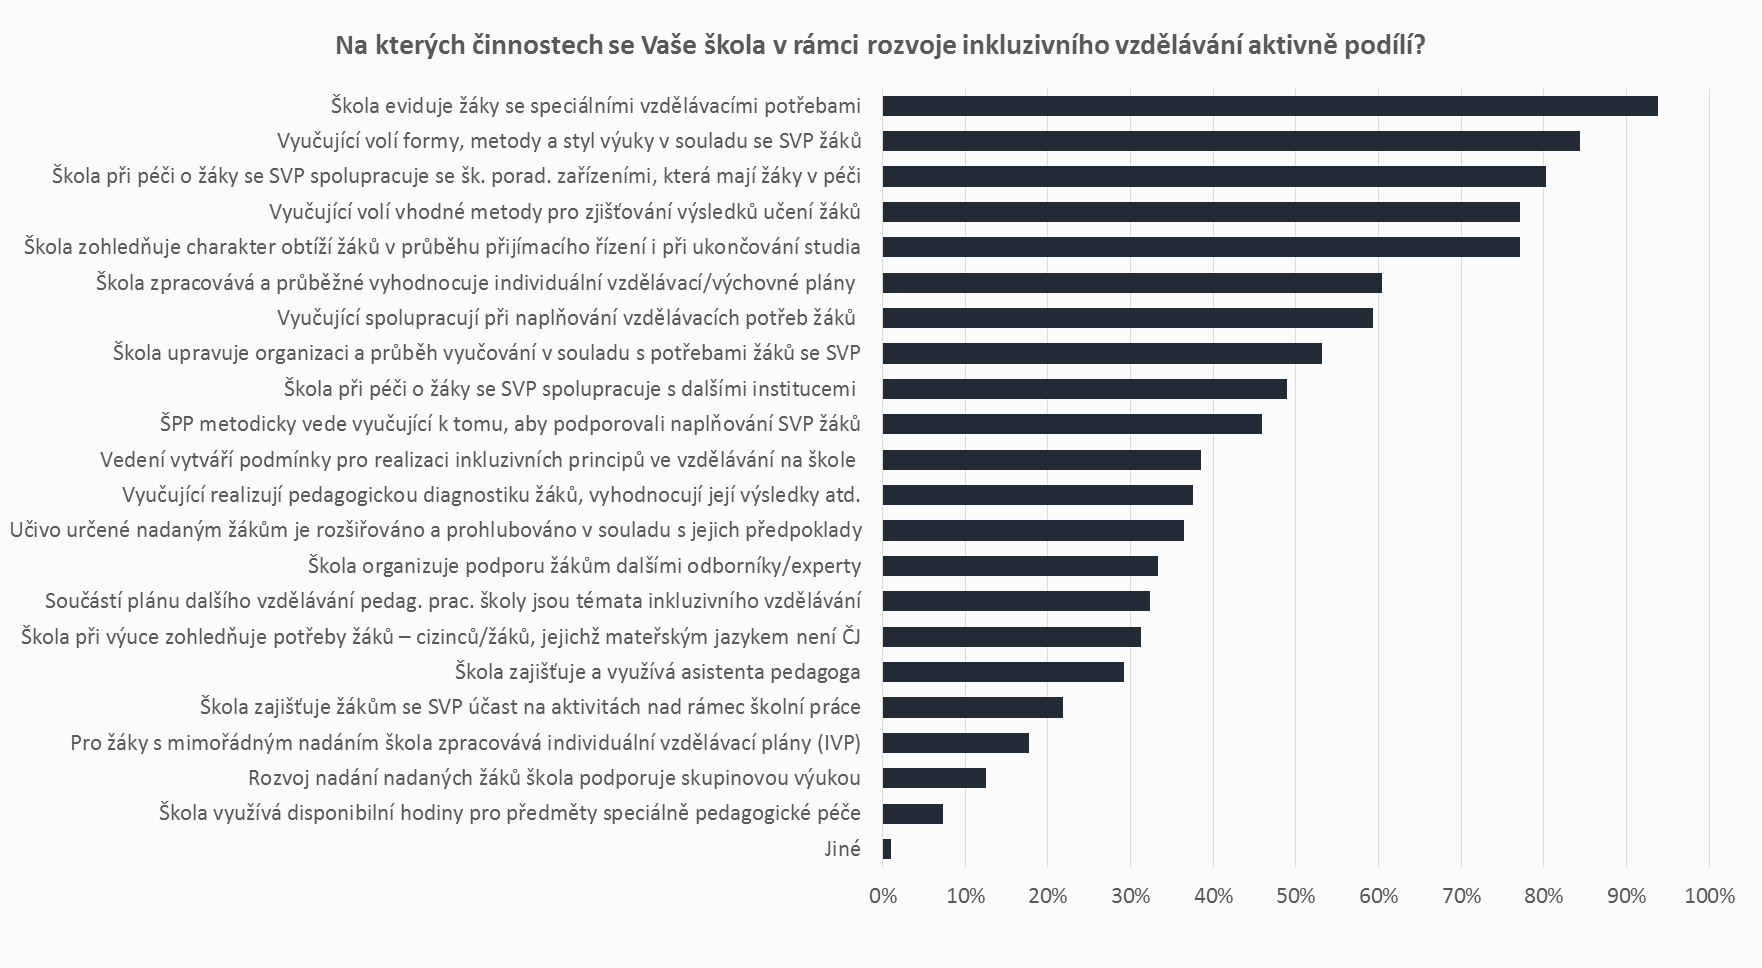 Na kterých činnostech se Vaše škola v rámci rozvoje inkluzivního vzdělávání aktivně podílí?
Škola eviduje žáky se speciálními vzdělávacími potřebami
Vyučující volí formy, metody a styl výuky v souladu se SVP žáků
Škola při péči o žáky se SVP spolupracuje se šk. porad. zařízeními, která mají žáky v péči
Vyučující volí vhodné metody pro zjišťování výsledků učení žáků
Škola zohledňuje charakter obtíží žáků v průběhu přijímacího řízení i při ukončování studia
Škola zpracovává a průběžné vyhodnocuje individuální vzdělávací/výchovné plány
Vyučující spolupracují při naplňování vzdělávacích potřeb žáků
Škola upravuje organizaci a průběh vyučování v souladu s potřebami žáků se SVP
Škola při péči o žáky se SVP spolupracuje s dalšími institucemi
ŠPP metodicky vede vyučující k tomu, aby podporovali naplňování SVP žáků
Vedení vytváří podmínky pro realizaci inkluzivních principů ve vzdělávání na škole
Vyučující realizují pedagogickou diagnostiku žáků, vyhodnocují její výsledky atd.
Učivo určené nadaným žákům je rozšiřováno a prohlubováno v souladu s jejich předpoklady
Škola organizuje podporu žákům dalšími odborníky/experty
Součástí plánu dalšího vzdělávání pedag. prac. školy jsou témata inkluzivního vzdělávání
Škola při výuce zohledňuje potřeby žáků – cizinců/žáků, jejichž mateřským jazykem není ČJ
Škola zajišťuje a využívá asistenta pedagoga
Škola zajišťuje žákům se SVP účast na aktivitách nad rámec školní práce
Pro žáky s mimořádným nadáním škola zpracovává individuální vzdělávací plány (IVP)
Rozvoj nadání nadaných žáků škola podporuje skupinovou výukou
Škola využívá disponibilní hodiny pro předměty speciálně pedagogické péče
Jiné
0% 10% 20% 30% 40% 50% 60% 70% 80% 90% 100%